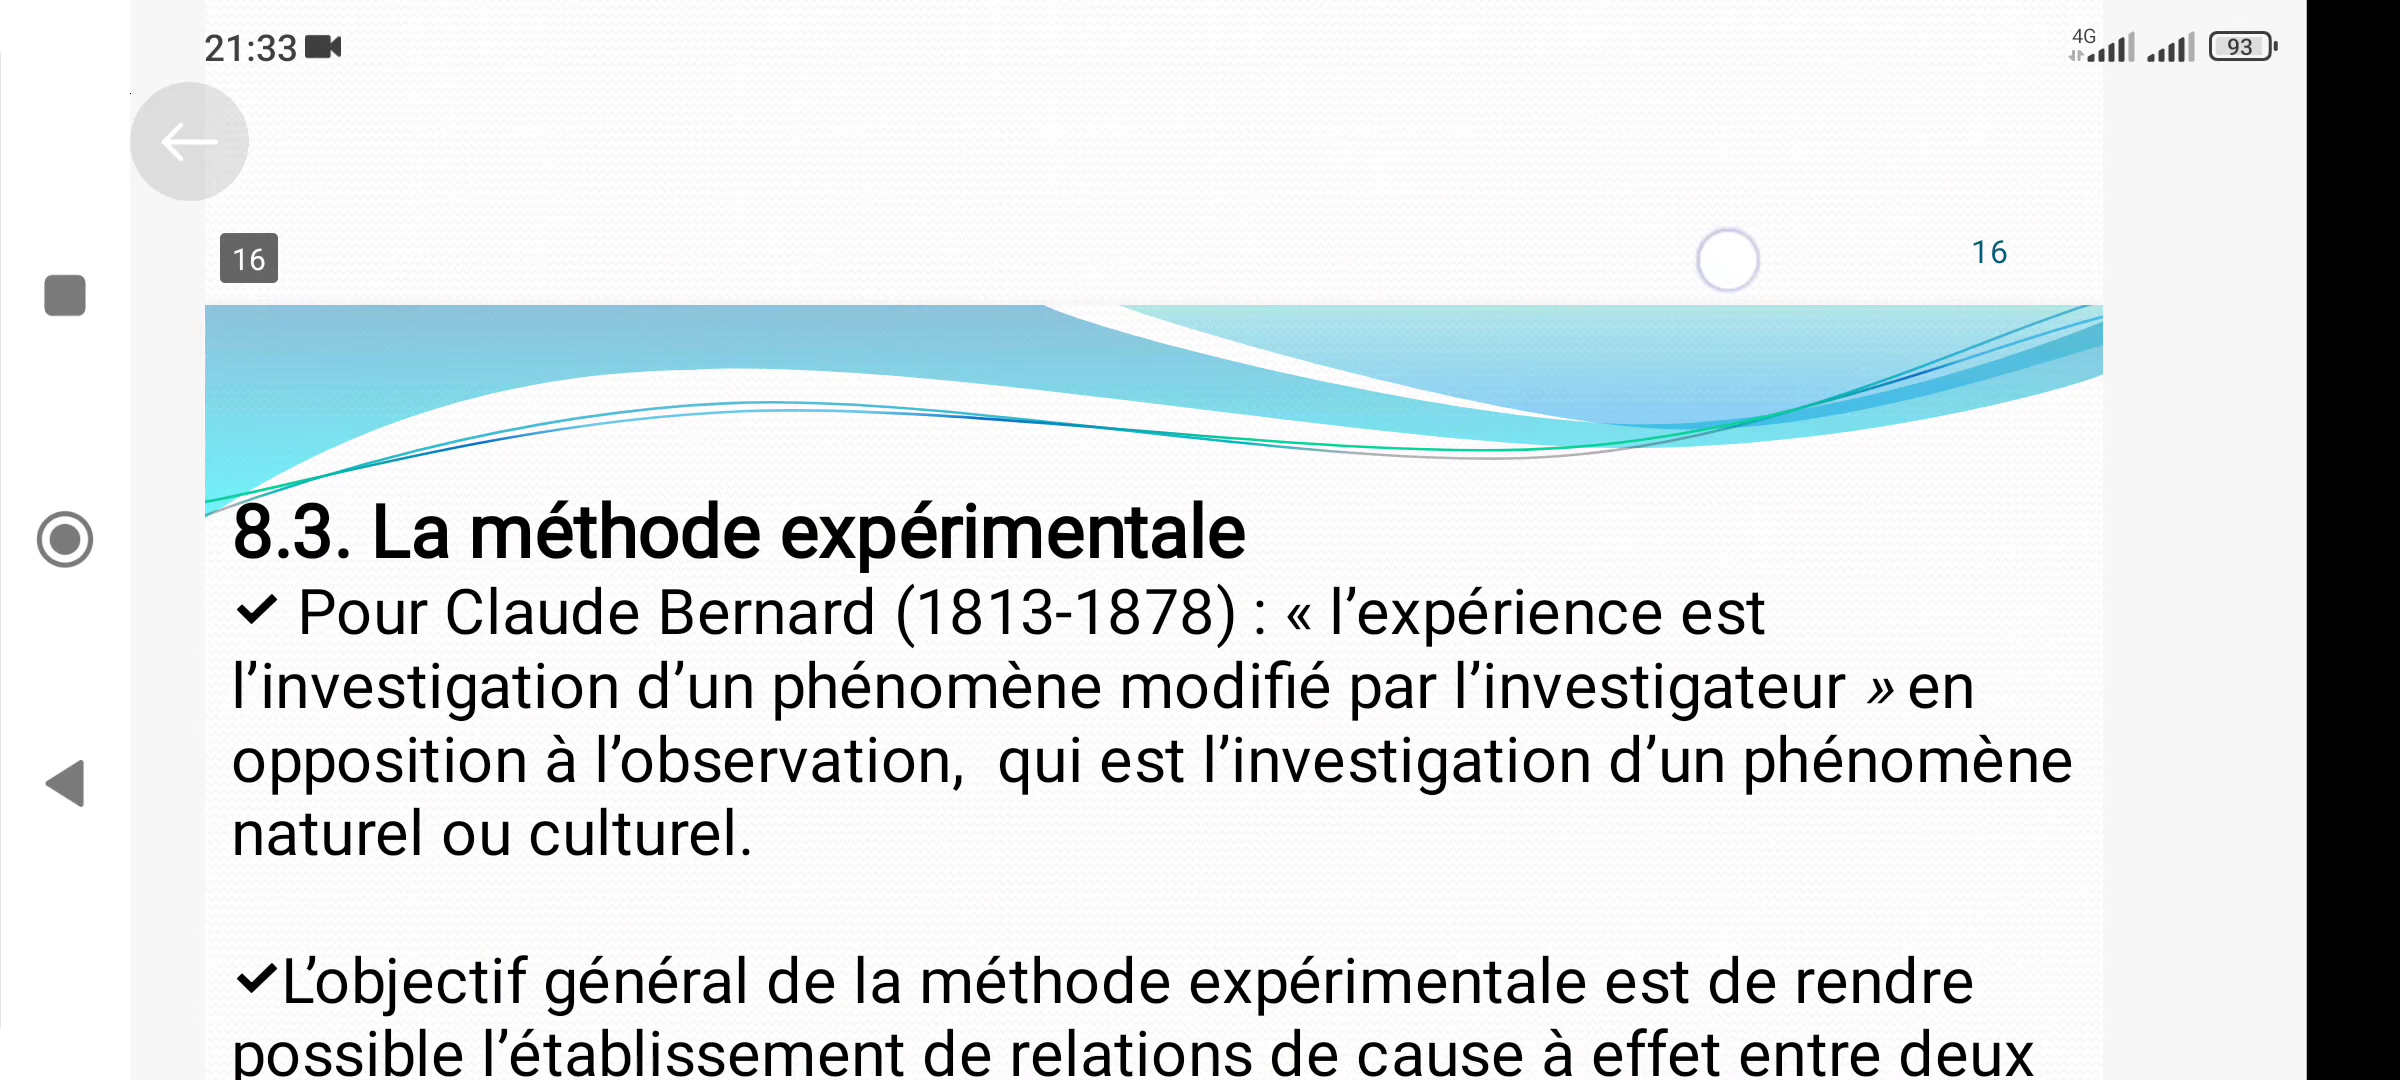 21:33
4G
93
16
16
8.3. La méthode expérimentale
✓ Pour Claude Bernard (1813-1878) : « l’expérience est
l’investigation d’un phénomène modifié par l’investigateur » en
opposition à l’observation, qui est l’investigation d’un phénomène
naturel ou culturel.
✓L’objectif général de la méthode expérimentale est de rendre
possible l’établissement de relations de cause à effet entre deux